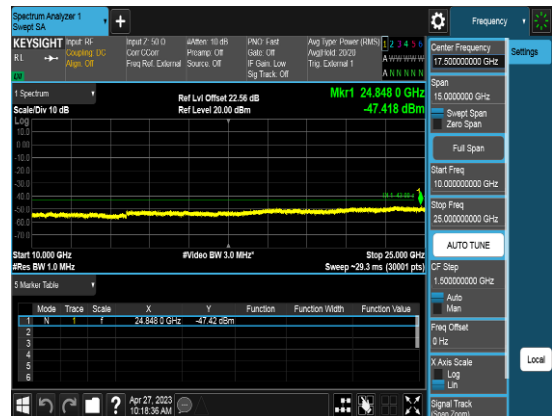 Spectrum Analyzer 1
Swept SA
Frequency
KEYSIGHT
Input: RF
Coupling: DC
Align: Off
Input Z: 50 Ω
Corr CCorr
Freq Ref: External
#Atten: 10 dB
Preamp: Off
Source: Off
PNO: Fast
Gate: Off
IF Gain: Low
Sig Track: Off
Avg Type: Power (RMS)
Avg|Hold: 20/20
Trig: External 1
1 2 3 4 5 6
A W W W W W
A N N N N N
RL
LW
1 Spectrum
Scale/Div 10 dB
Ref Lvl Offset 22.56 dB
Ref Level 20.00 dBm
Mkr1 24.848 0 GHz
-47.418 dBm
Log
10.0
0.00
-10.0
-20.0
-30.0
-40.0
-50.0
-60.0
-70.0
Start 10.000 GHz
#Res BW 1.0 MHz
#Video BW 3.0 MHz*
Stop 25.000 GHz
Sweep ~29.3 ms (30001 pts)
5 Marker Table
Mode Trace Scale X Y Function Function Width Function Value
1 N 1 f 24.848 0 GHz -47.42 dBm
2
3
4
5
6
Apr 27, 2023
10:18:36 AM
Center Frequency
17.500000000 GHz
Settings
Span
15.0000000 GHz
Swept Span
Zero Span
Full Span
Start Freq
10.000000000 GHz
Stop Freq
25.000000000 GHz
AUTO TUNE
CF Step
1.500000000 GHz
Auto
Man
Freq Offset
0 Hz
X Axis Scale
Log
Lin
Local
Signal Track
(Span Zoom)